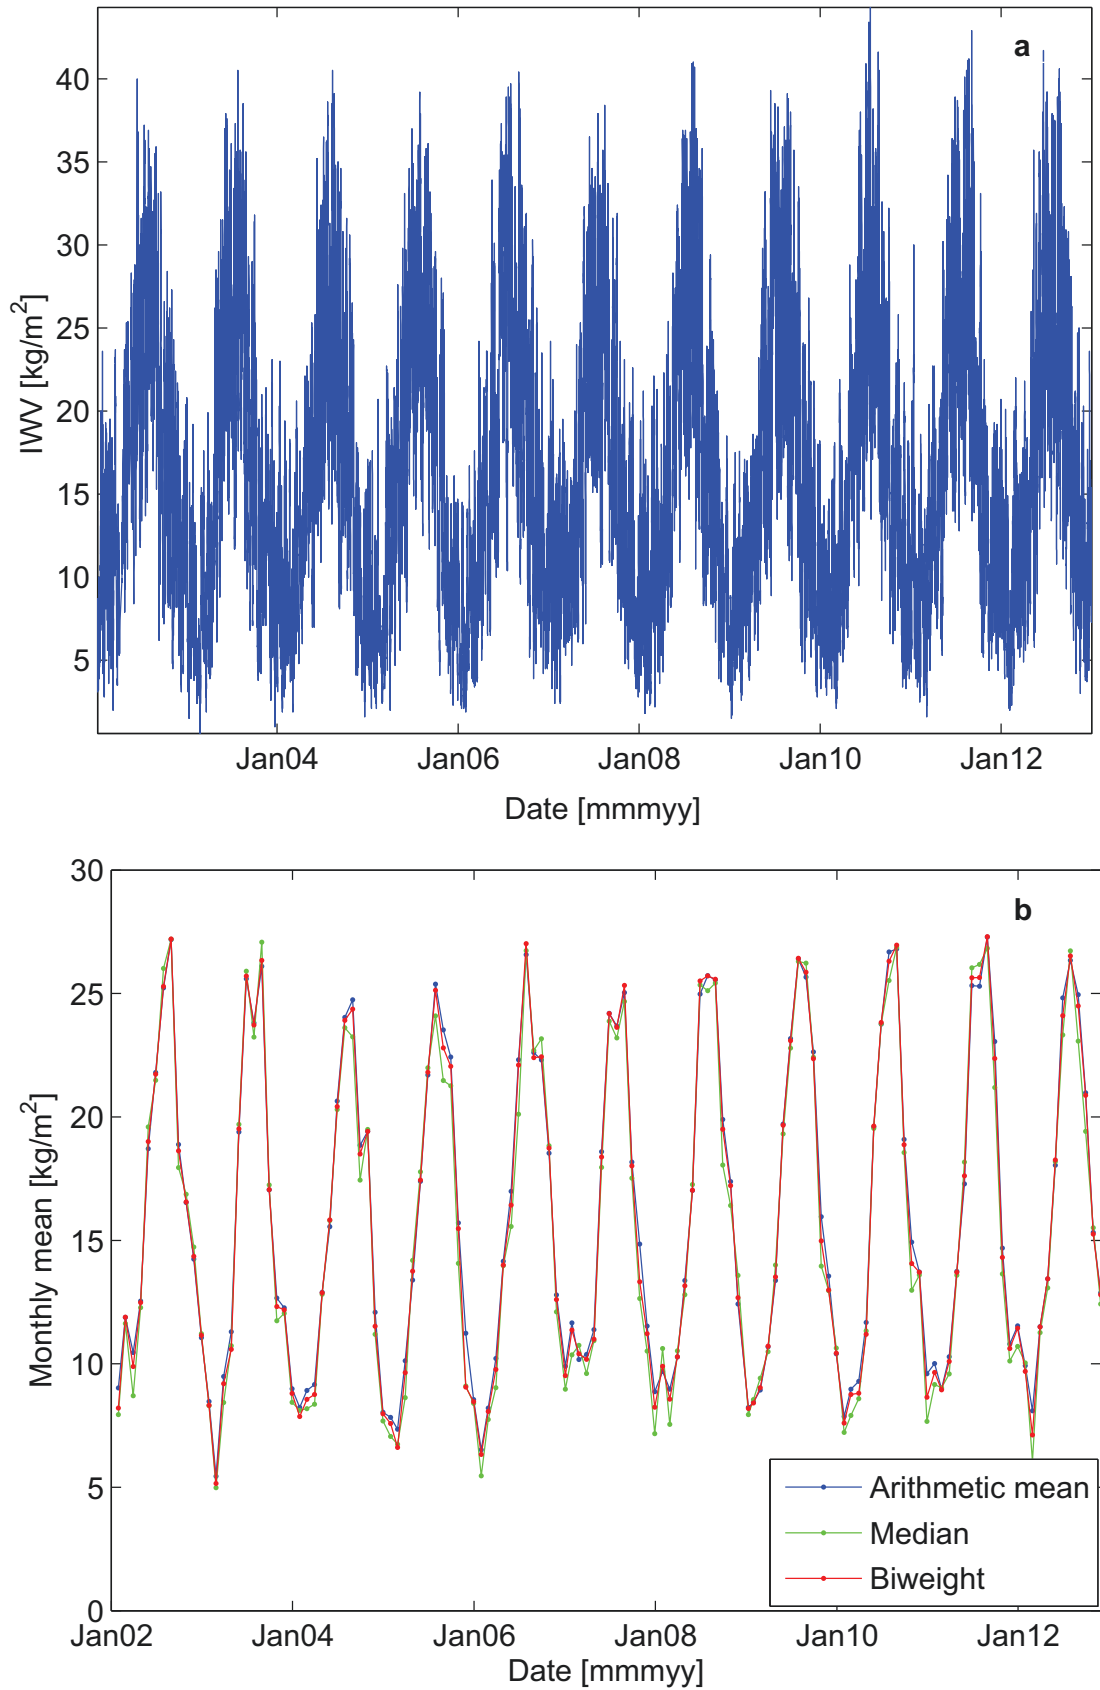 a
40
35
30
25
20
15
10
5
IWV [kg/m²]
Jan04 Jan06 Jan08 Jan10 Jan12
Date [mmmyy]
b
30
25
20
15
10
5
0
Monthly mean [kg/m²]
Arithmetic mean
Median
Biweight
Jan02 Jan04 Jan06 Jan08 Jan10 Jan12
Date [mmmyy]